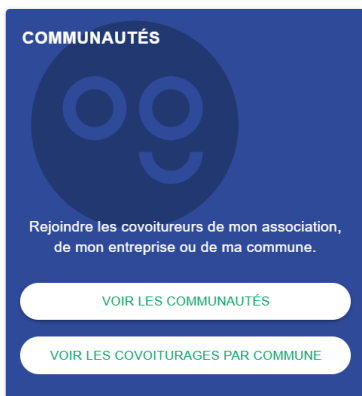 COMMUNAUTÉS
Rejoindre les covoitureurs de mon association,
de mon entreprise ou de ma commune.
VOIR LES COMMUNAUTÉS
VOIR LES COVOITURAGES PAR COMMUNE